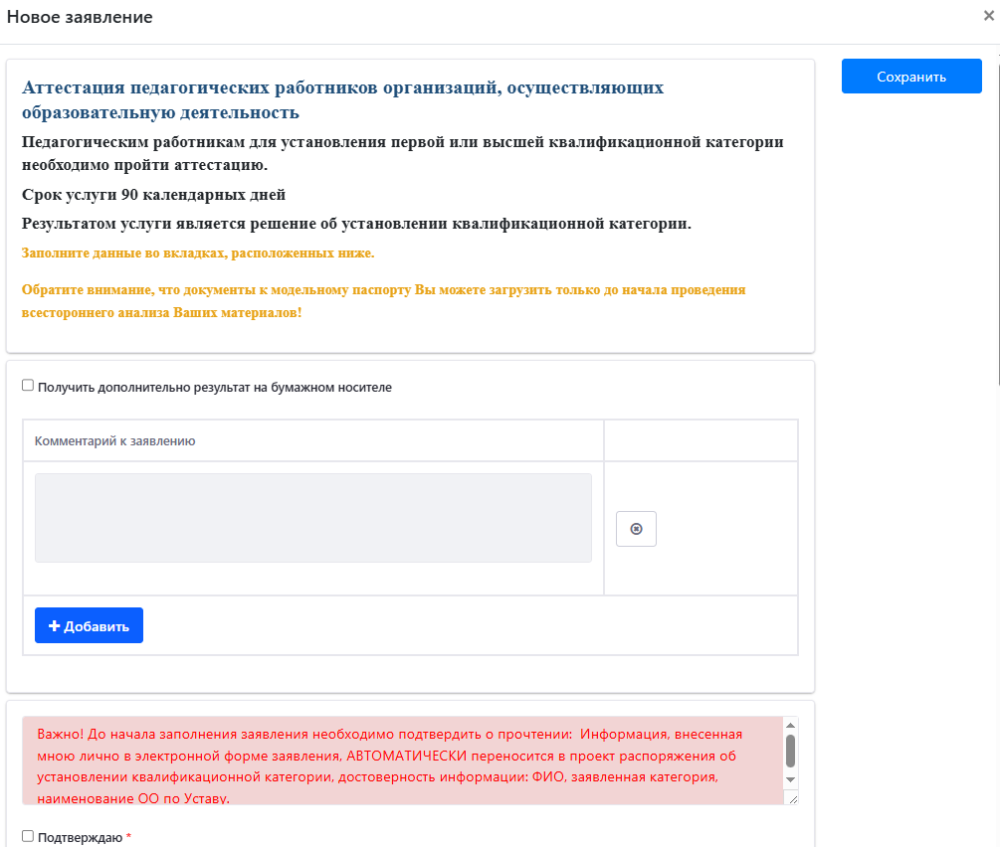 Новое заявление
Сохранить
Аттестация педагогических работников организаций, осуществляющих
образовательную деятельность
Педагогическим работникам для установления первой или высшей квалификационной категории
необходимо пройти аттестацию.
Срок услуги 90 календарных дней
Результатом услуги является решение об установлении квалификационной категории.
Заполните данные во вкладках, расположенных ниже.
Обратите внимание, что документы к модельному паспорту Вы можете загрузить только до начала проведения
всестороннего анализа Ваших материалов!
Получить дополнительно результат на бумажном носителе
Комментарий к заявлению
Добавить
Важно! До начала заполнения заявления необходимо подтвердить о прочтении:  Информация, внесенная
мною лично в электронной форме заявления, АВТОМАТИЧЕСКИ переносится в проект распоряжения об
установлении квалификационной категории, достоверность информации: ФИО, заявленная категория,
наименование ОО по Уставу.
Подтверждаю *